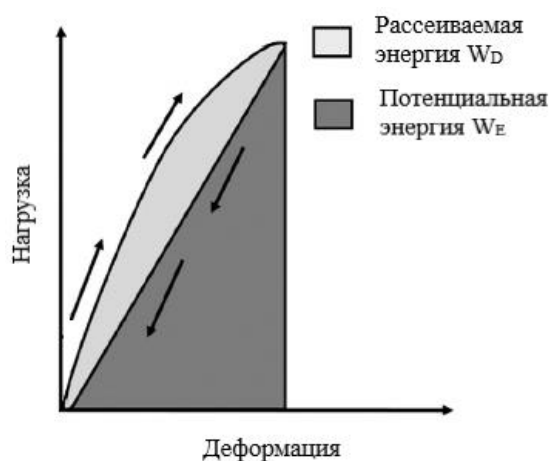 Рассеиваемая
энергия WD
Потенциальная
энергия WE
Нагрузка
Деформация